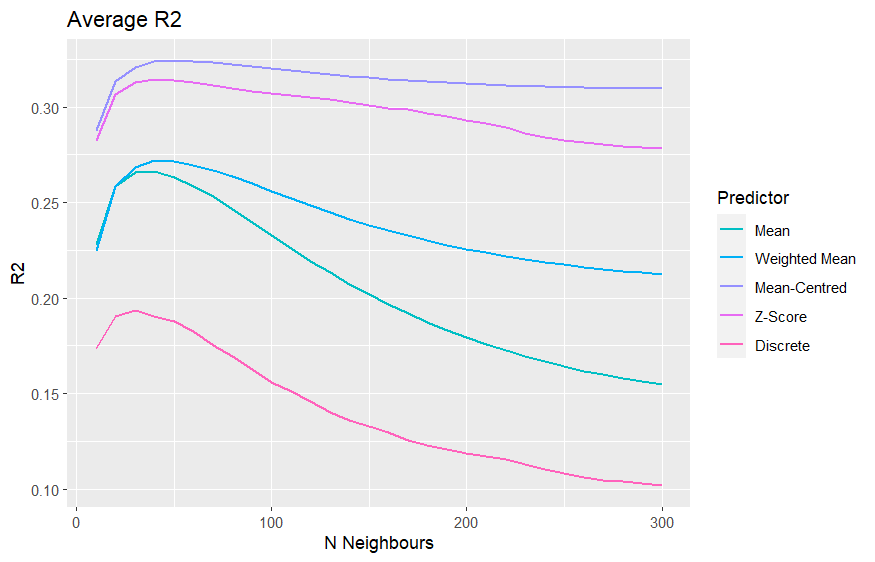 Average R2
0.30
0.25
0.20
0.15
0.10
R2
0
100
200
300
N Neighbours
Predictor
Mean
Weighted Mean
Mean-Centred
Z-Score
Discrete